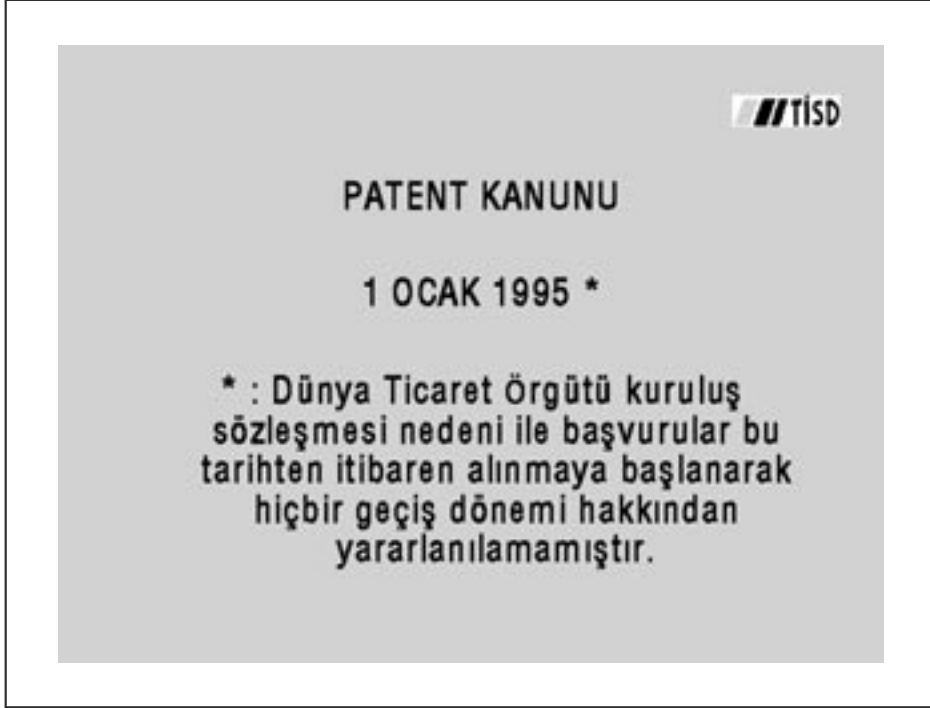 TİSD
PATENT KANUNU
1 OCAK 1995 *
* : Dünya Ticaret Örgütü kuruluş
sözleşmesi nedeni ile başvurular bu
tarihten itibaren alınmaya başlanarak
hiçbir geçiş dönemi hakkından
yararlanılamamıştır.